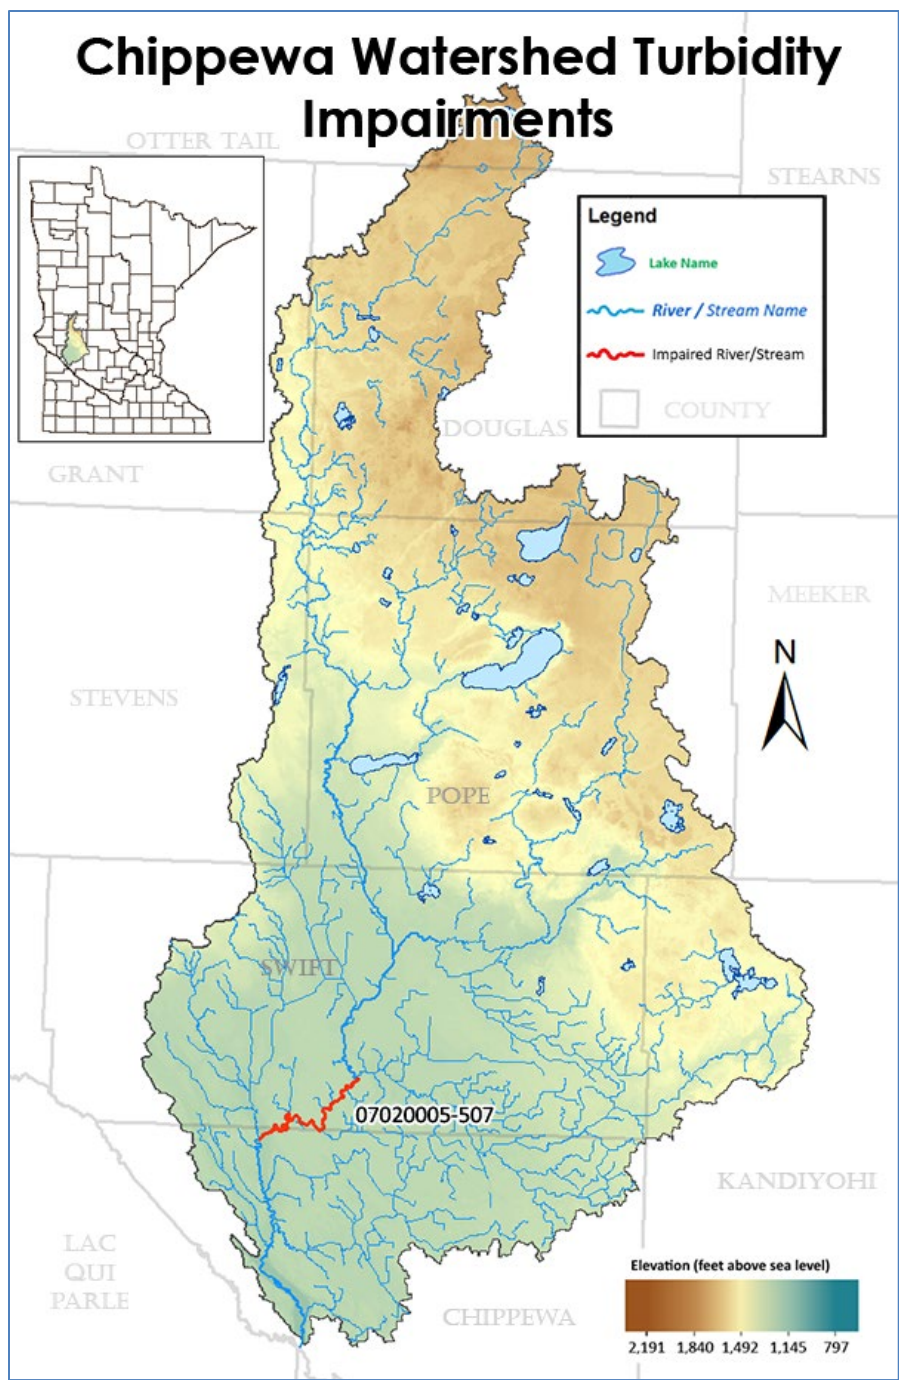 Chippewa Watershed Turbidity
Impairments
OTTER TAIL
STEARNS
Legend
Lake Name
River / Stream Name
Impaired River/Stream
COUNTY
DOUGLAS
GRANT
MEEKER
N
STEVENS
POPE
SWIFT
07020005-507
KANDIYOHI
LAC
QUI
PARLE
CHIPPEWA
Elevation (feet above sea level)
2,191 1,840 1,492 1,145 797